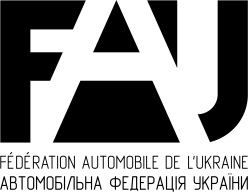 FAU
FÉDÉRATION AUTOMOBILE DE L'UKRAINE
АВТОМОБІЛЬНА ФЕДЕРАЦІЯ УКРАЇНИ